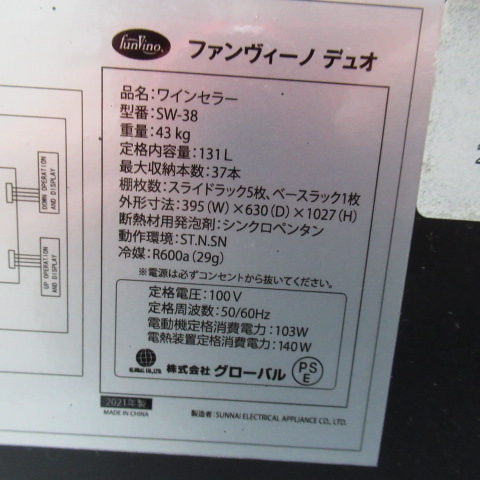 funVino.
ファンヴィーノ デュオ
品名：ワインセラー
型番：SW-38
重量：43 kg
定格内容量：131 L
最大収納本数：37本
棚枚数：スライドラック5枚、ベースラック1枚
外形寸法：395 (W) × 630 (D) × 1027 (H)
断熱材用発泡剤：シンクロペンタン
動作環境：ST.N.SN
冷媒：R600a (29g)
※電源は必ずコンセントから抜いてください。
定格電圧：100 V
定格周波数：50/60Hz
電動機定格消費電力：103W
電熱装置定格消費電力：140 W
SUNNAI CO.,LTD.
株式会社 グローバル
PS
E
2021年製
MADE IN CHINA
製造者：SUNNAI ELECTRICAL APPLIANCE CO., LTD.
DOWN OPERATION
AND DISPLAY
UP OPERATION
AND DISPLAY